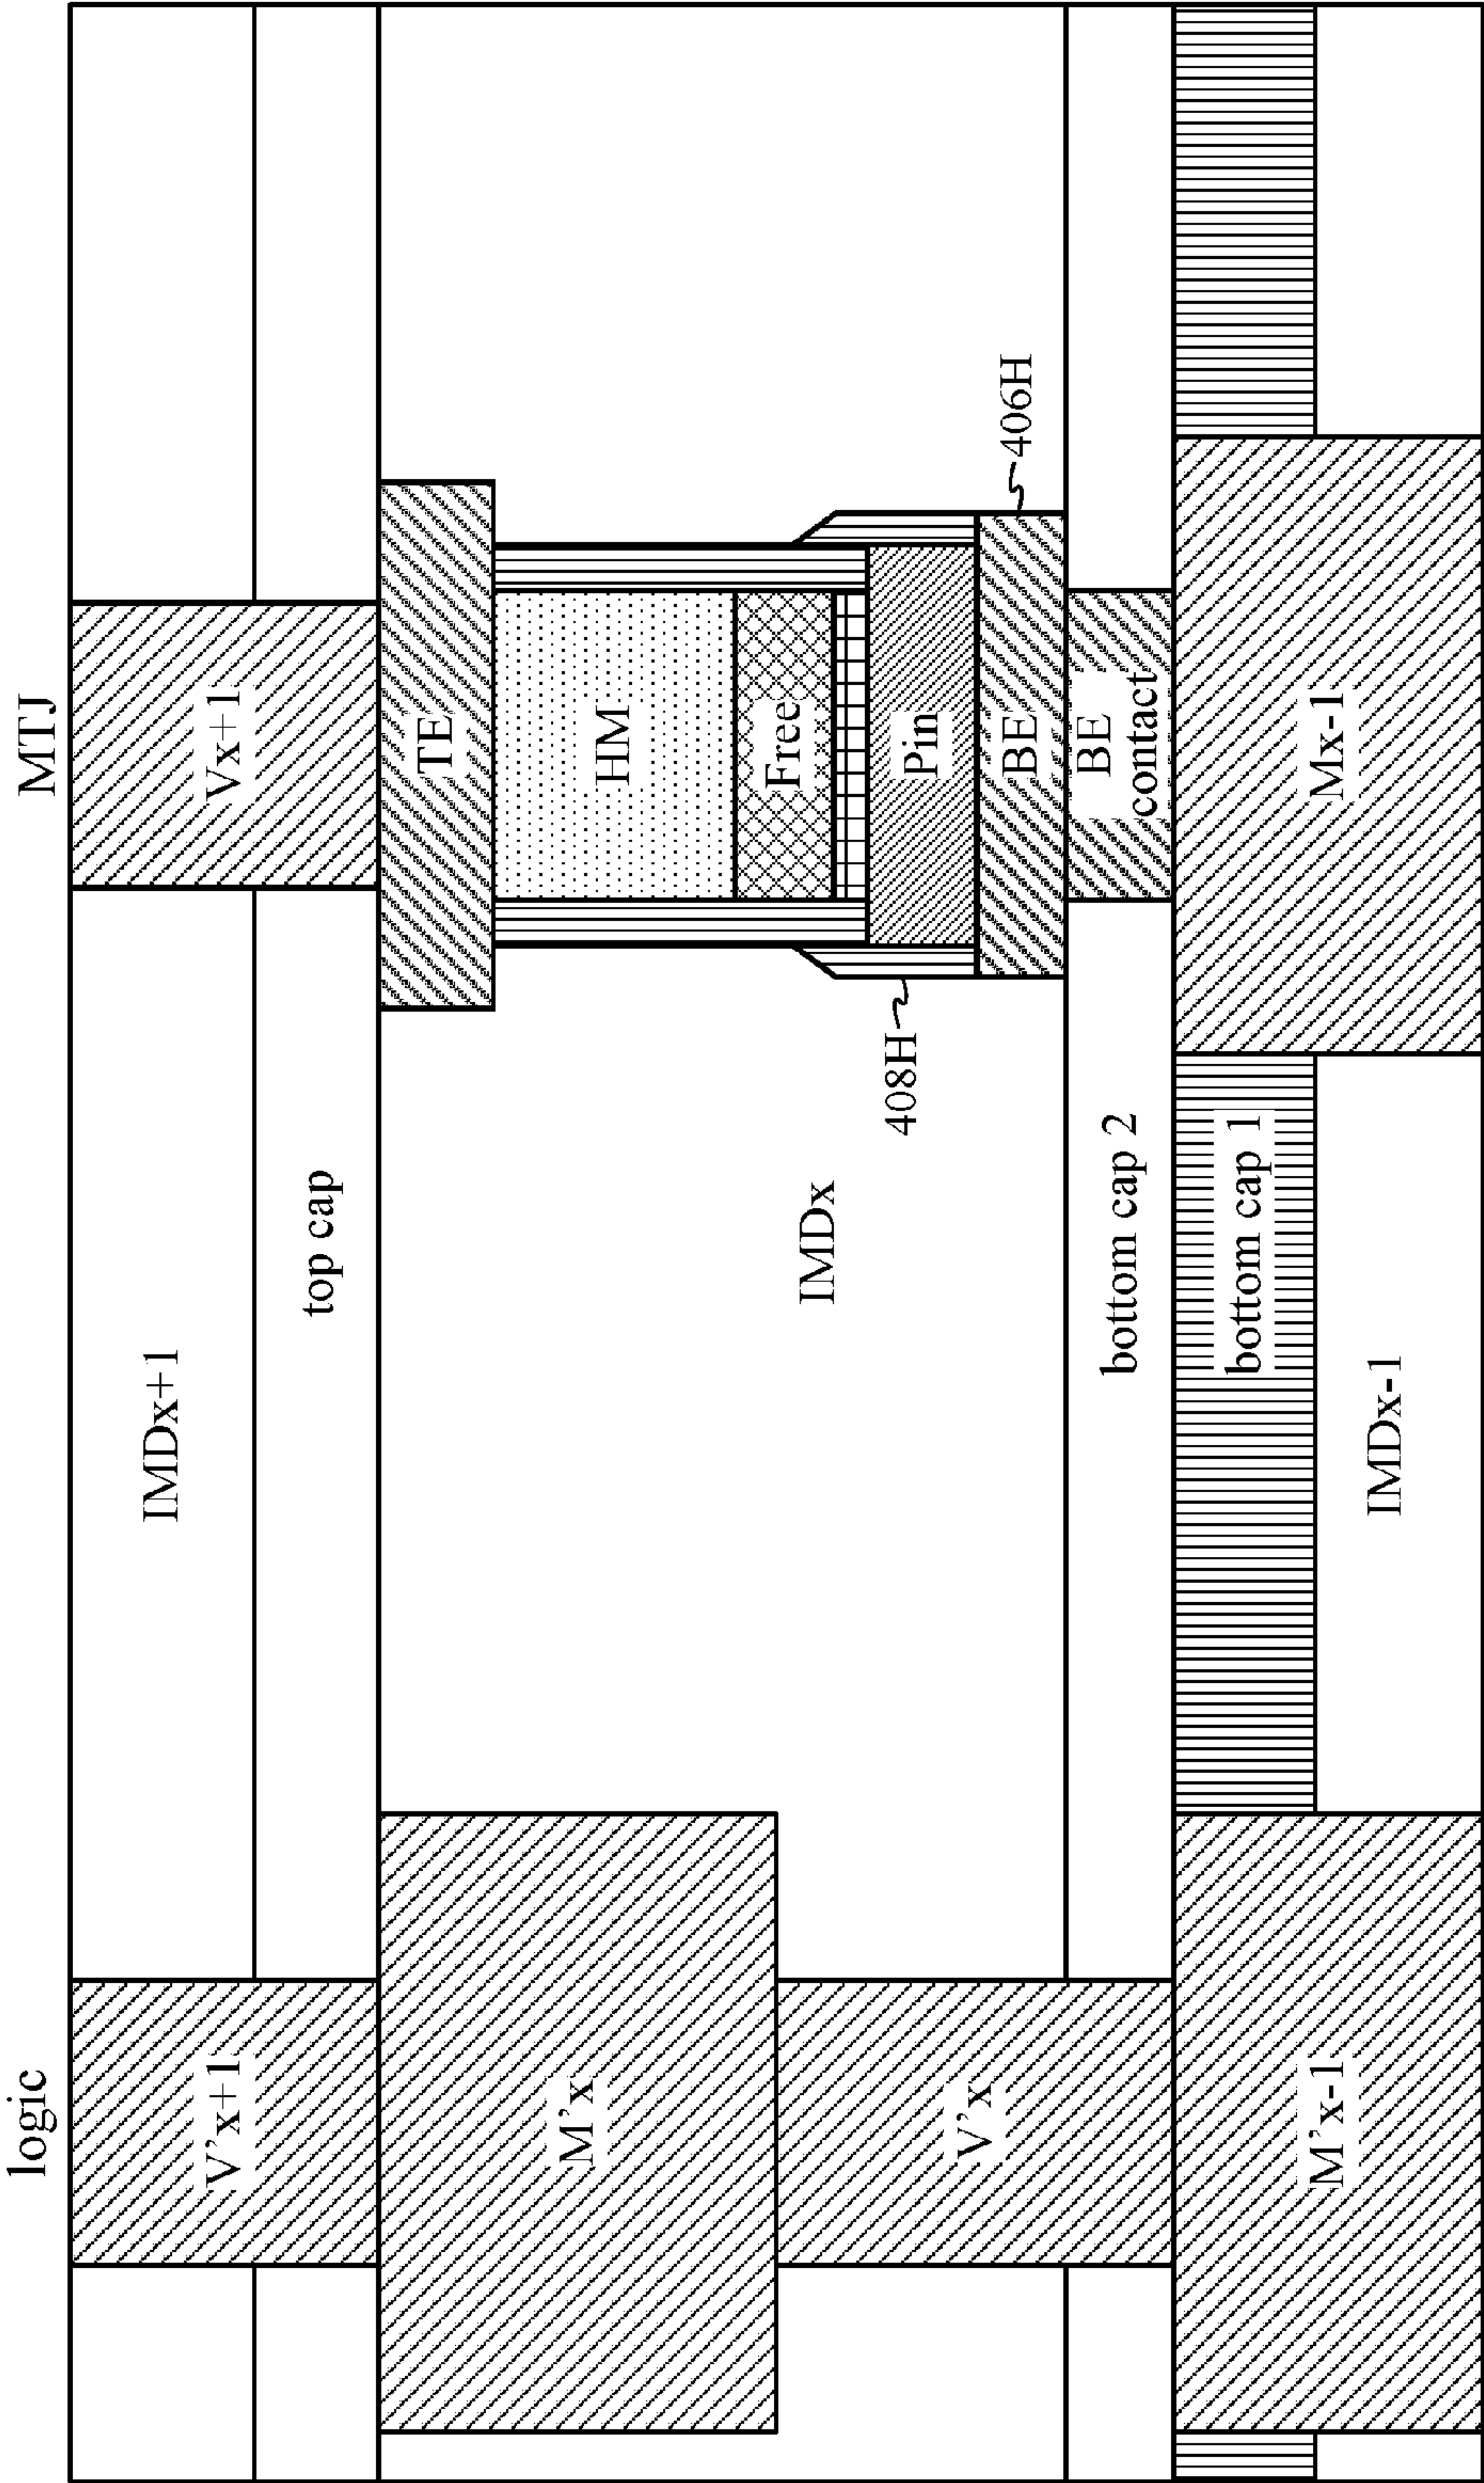 logic
MTJ
V'x+1
IMDx+1
Vx+1
top cap
TE
M'x
HM
Free
IMDx
408H
Pin
V'x
BE
406H
bottom cap 2
BE
contact
bottom cap 1
M'x-1
Mx-1
IMDx-1